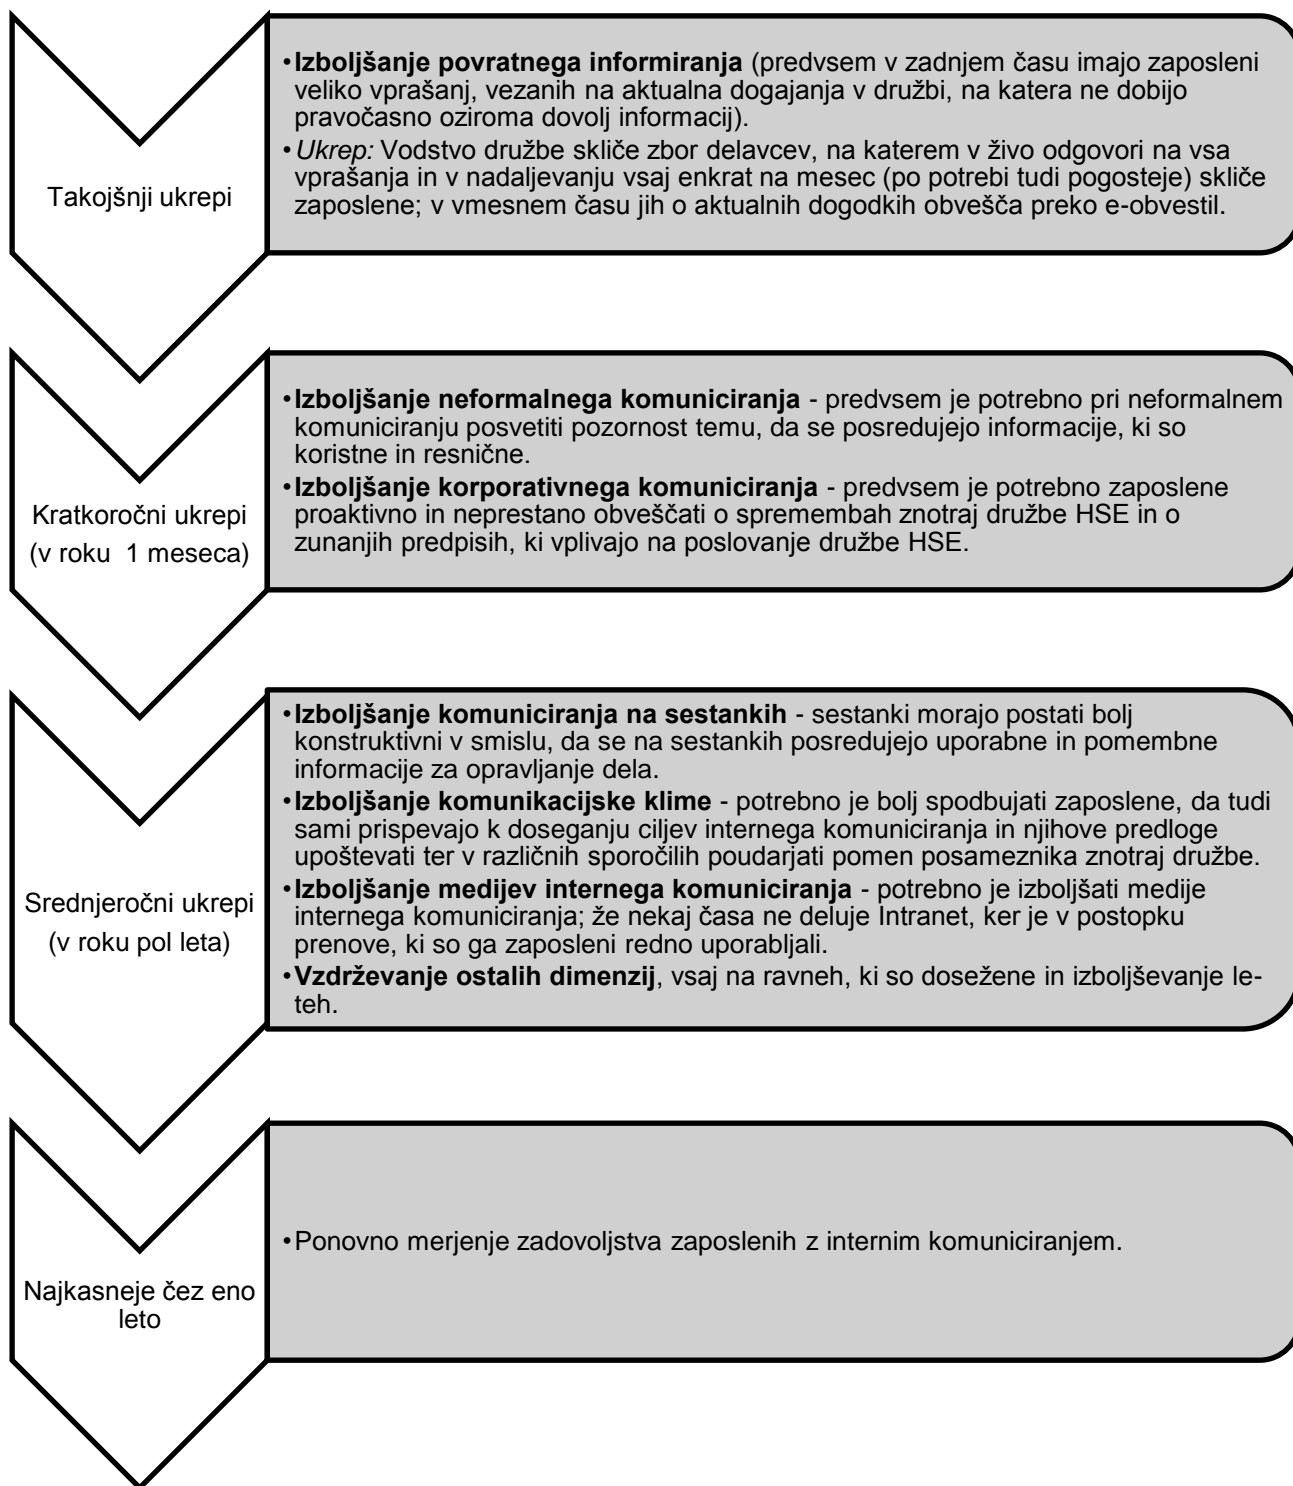 Takojšnji ukrepi
•Izboljšanje povratnega informiranja (predvsem v zadnjem času imajo zaposleni
veliko vprašanj, vezanih na aktualna dogajanja v družbi, na katera ne dobijo
pravočasno oziroma dovolj informacij).
•Ukrep: Vodstvo družbe skliče zbor delavcev, na katerem v živo odgovori na vsa
vprašanja in v nadaljevanju vsaj enkrat na mesec (po potrebi tudi pogosteje) skliče
zaposlene; v vmesnem času jih o aktualnih dogodkih obvešča preko e-obvestil.
Kratkoročni ukrepi
(v roku 1 meseca)
•Izboljšanje neformalnega komuniciranja - predvsem je potrebno pri neformalnem
komuniciranju posvetiti pozornost temu, da se posredujejo informacije, ki so
koristne in resnične.
•Izboljšanje korporativnega komuniciranja - predvsem je potrebno zaposlene
proaktivno in neprestano obveščati o spremembah znotraj družbe HSE in o
zunanjih predpisih, ki vplivajo na poslovanje družbe HSE.
Srednjeročni ukrepi
(v roku pol leta)
•Izboljšanje komuniciranja na sestankih - sestanki morajo postati bolj
konstruktivni v smislu, da se na sestankih posredujejo uporabne in pomembne
informacije za opravljanje dela.
•Izboljšanje komunikacijske klime - potrebno je bolj spodbujati zaposlene, da tudi
sami prispevajo k doseganju ciljev internega komuniciranja in njihove predloge
upoštevati ter v različnih sporočilih poudarjati pomen posameznika znotraj družbe.
•Izboljšanje medijev internega komuniciranja - potrebno je izboljšati medije
internega komuniciranja; že nekaj časa ne deluje Intranet, ker je v postopku
prenove, ki so ga zaposleni redno uporabljali.
•Vzdrževanje ostalih dimenzij, vsaj na ravneh, ki so dosežene in izboljševanje le-
teh.
Najkasneje čez eno
leto
•Ponovno merjenje zadovoljstva zaposlenih z internim komuniciranjem.